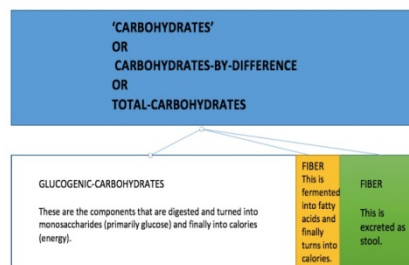 ‘CARBOHYDRATES’
OR
CARBOHYDRATES-BY-DIFFERENCE
OR
TOTAL-CARBOHYDRATES
GLUCOGENIC-CARBOHYDRATES
These are the components that are digested and turned into
monosaccharides (primarily glucose) and finally into calories
(energy).
FIBER
This is
fermented
into fatty
acids and
finally
turns into
calories.
FIBER
This is
excreted as
stool.